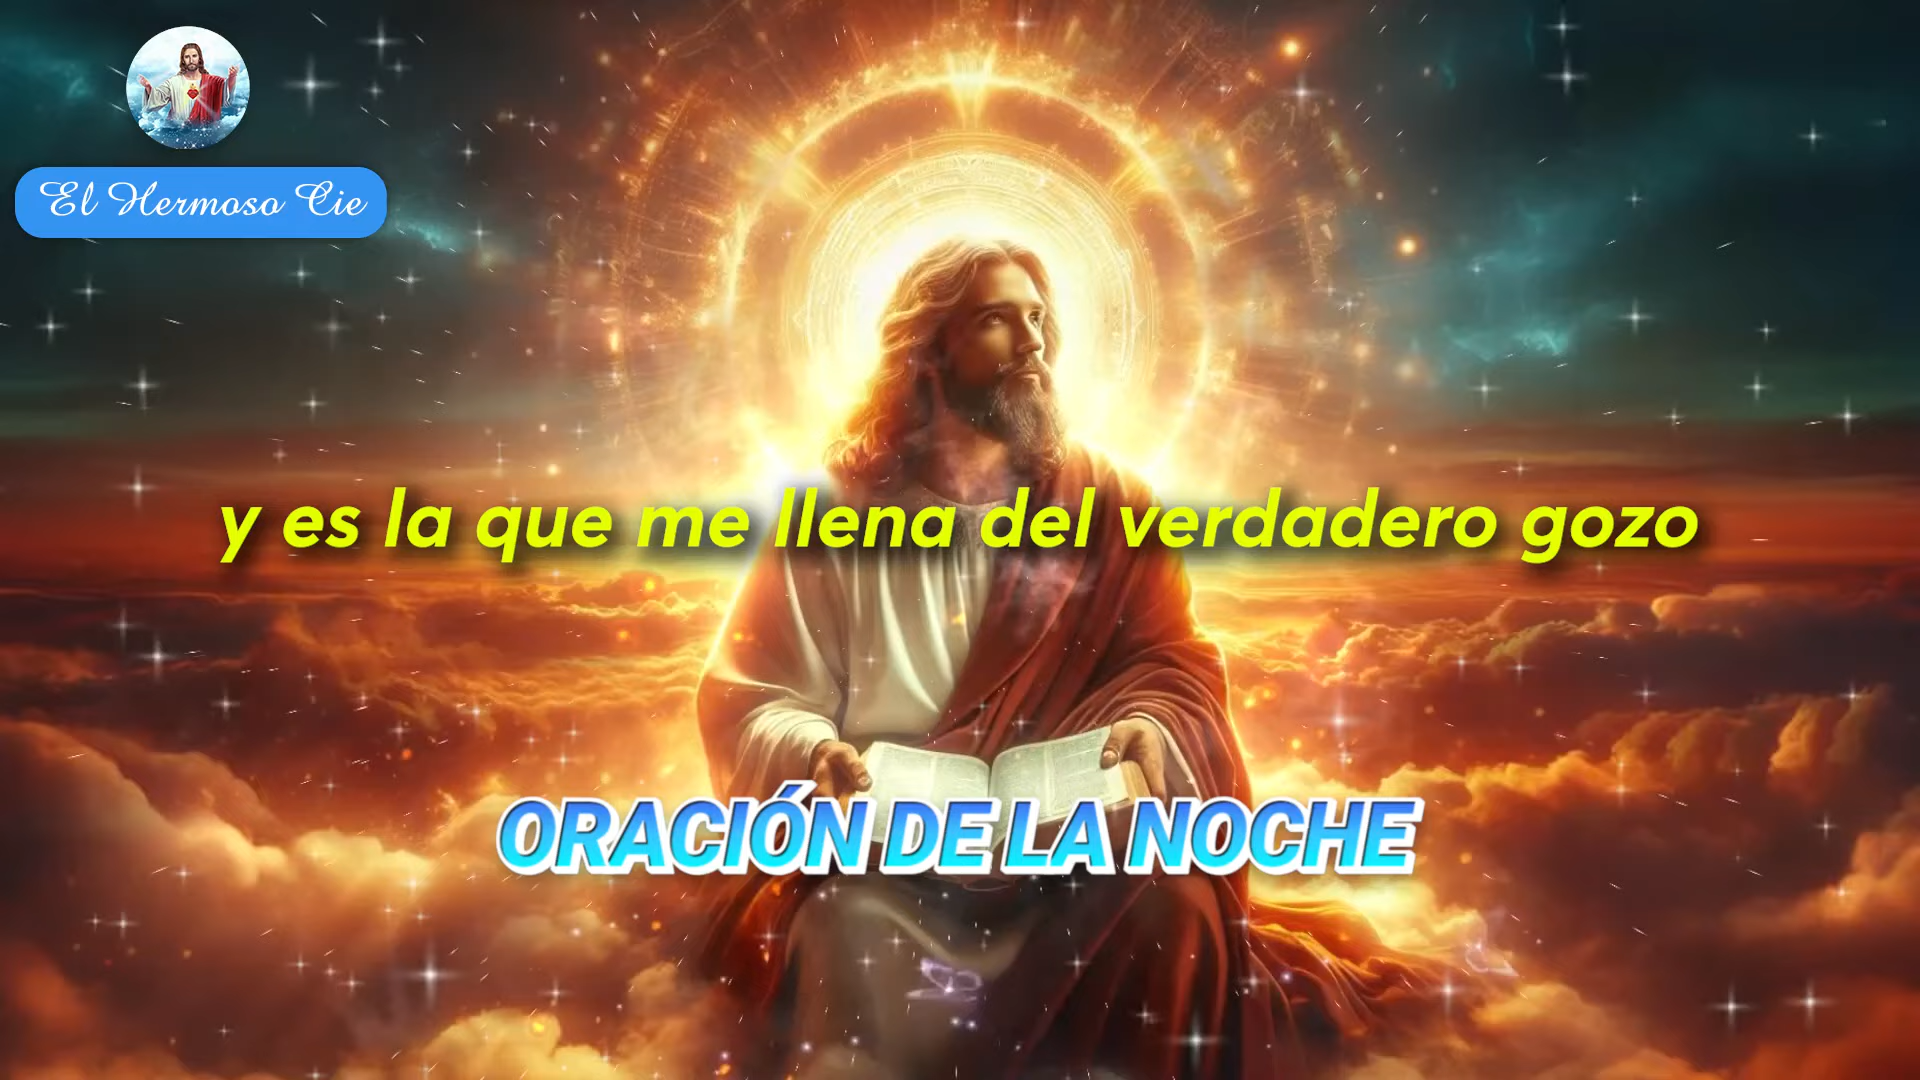 El Hermoso Cie
y es la que me llena del verdadero gozo
ORACIÓN DE LA NOCHE